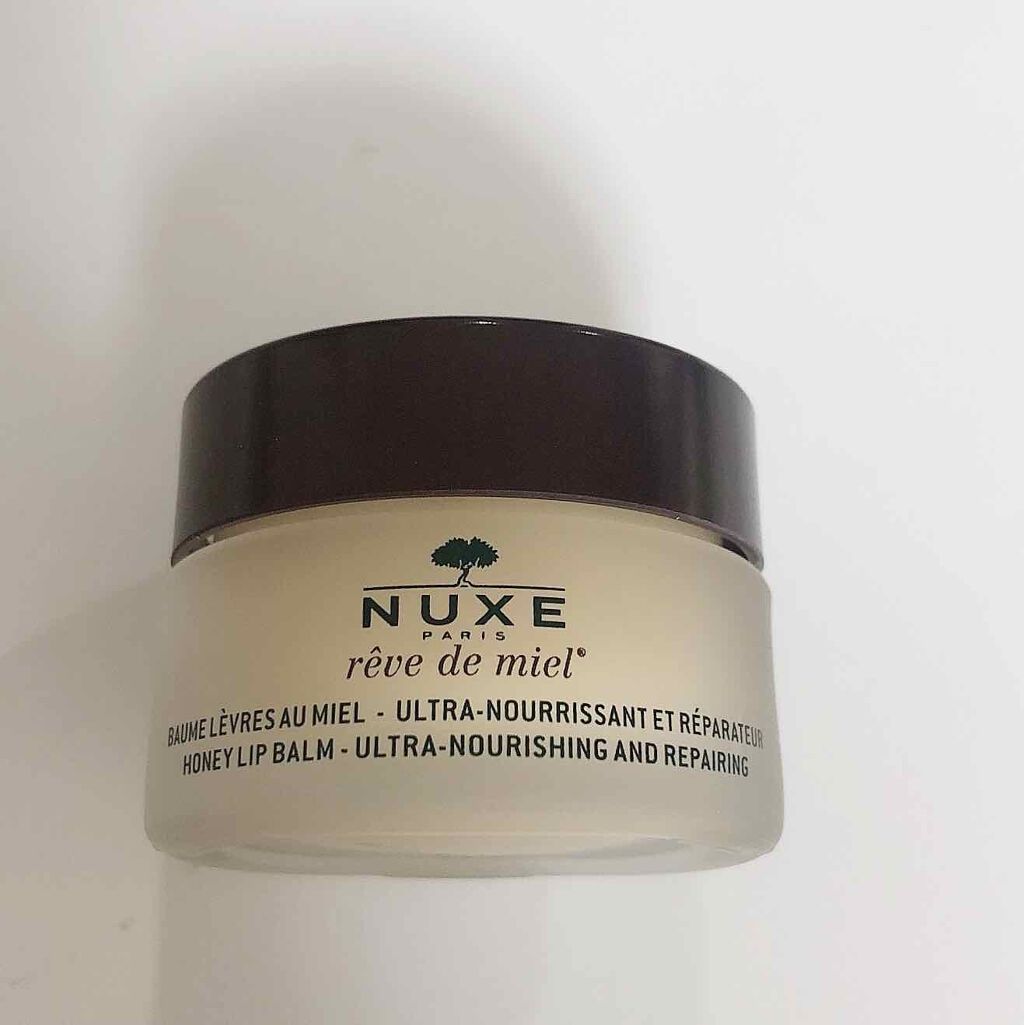 NUXE
PARIS
rêve de miel®
BAUME LÈVRES AU MIEL - ULTRA-NOURRISSANT ET RÉPARATEUR
HONEY LIP BALM - ULTRA-NOURISHING AND REPAIRING